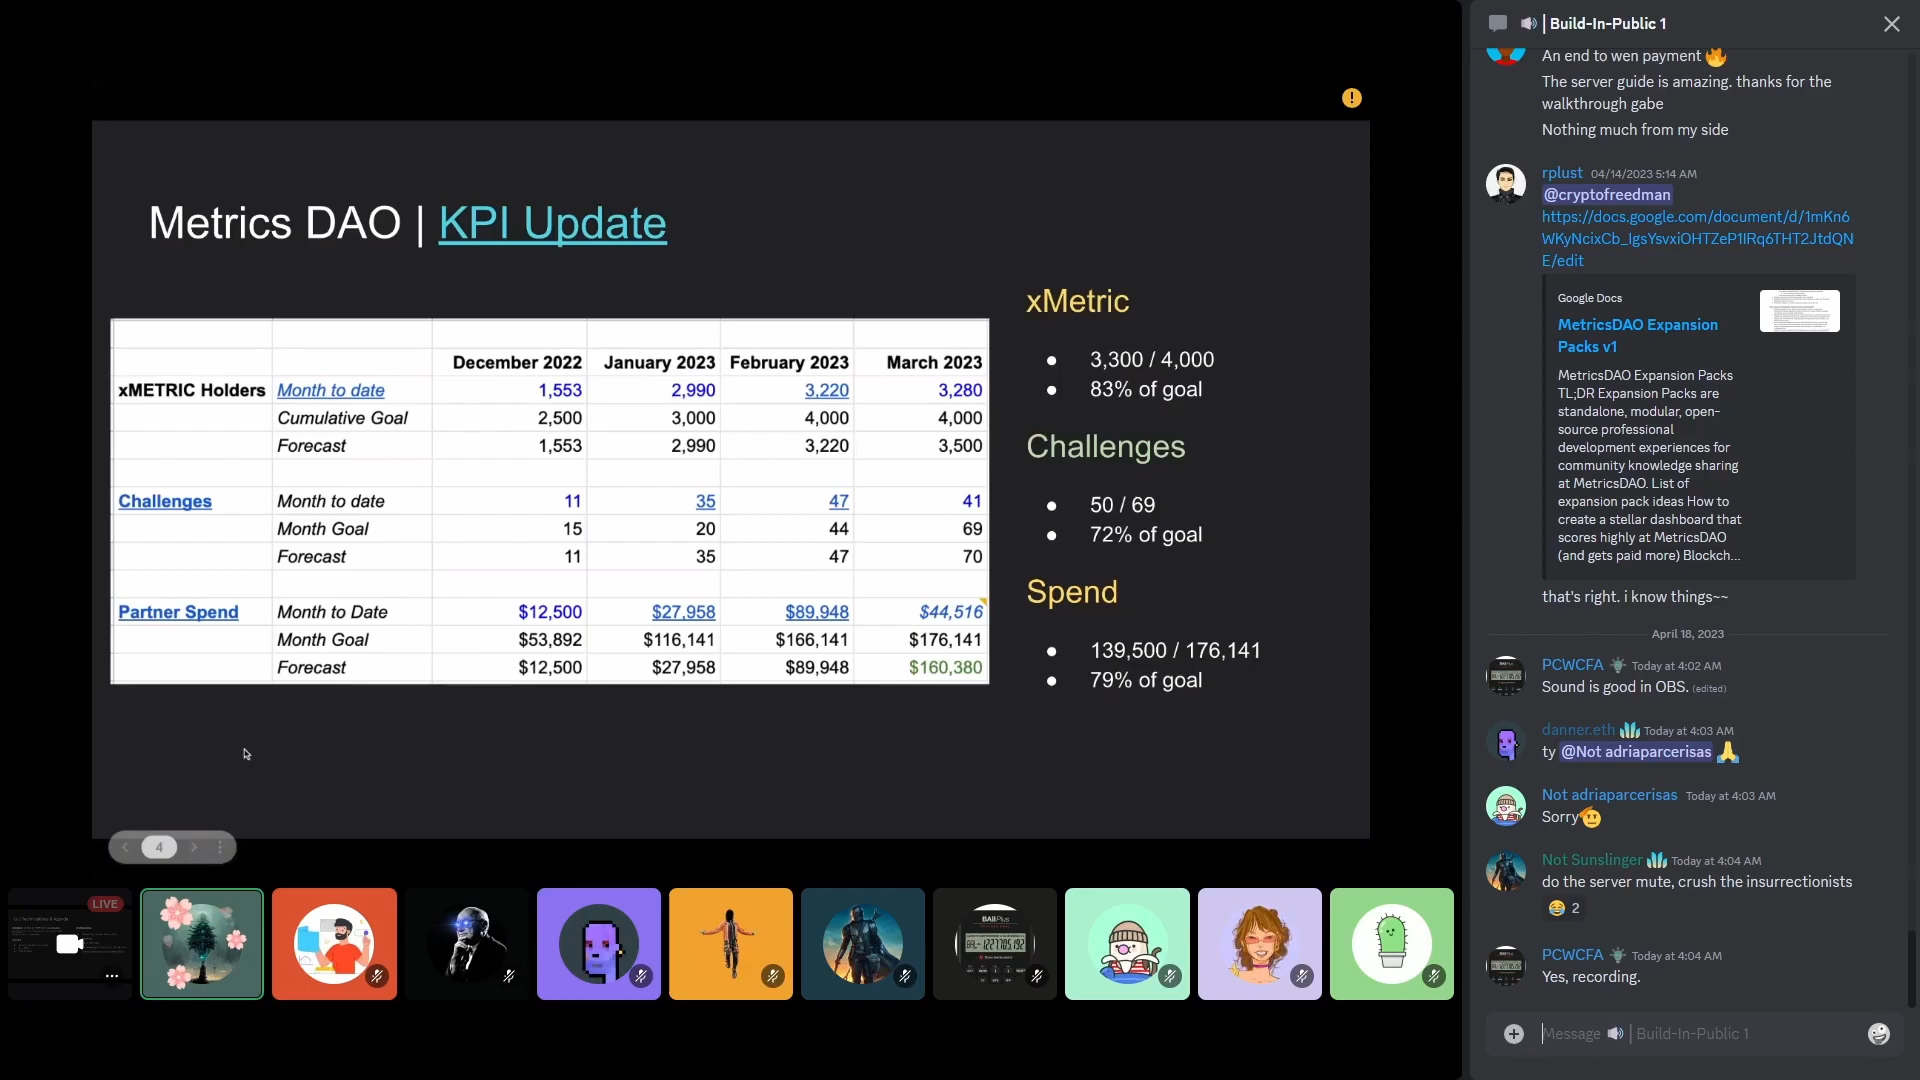 Metrics DAO | KPI Update
December 2022 January 2023 February 2023 March 2023
xMETRIC Holders Month to date 1,553 2,990 3,220 3,280
Cumulative Goal 2,500 3,000 4,000 4,000
Forecast 1,553 2,990 3,220 3,500
Challenges Month to date 11 35 47 41
Month Goal 15 20 44 69
Forecast 11 35 47 70
Partner Spend Month to Date $12,500 $27,958 $89,948 $44,516
Month Goal $53,892 $116,141 $166,141 $176,141
Forecast $12,500 $27,958 $89,948 $160,380
xMetric
3,300 / 4,000
83% of goal
Challenges
50 / 69
72% of goal
Spend
139,500 / 176,141
79% of goal
4
LIVE
BAII Plus
Build-In-Public 1
An end to wen payment 🔥
The server guide is amazing. thanks for the
walkthrough gabe
Nothing much from my side
rplust 04/14/2023 5:14 AM
@cryptofreedman
https://docs.google.com/document/d/1mKn6
WKyNcixCb_IgsYsvxiOHTZeP1lRq6THT2JtdQN
E/edit
Google Docs
MetricsDAO Expansion
Packs v1
MetricsDAO Expansion Packs
TL;DR Expansion Packs are
standalone, modular, open-
source professional
development experiences for
community knowledge sharing
at MetricsDAO. List of
expansion pack ideas How to
create a stellar dashboard that
scores highly at MetricsDAO
(and gets paid more) Blockch...
that's right. i know things~~
April 18, 2023
PCWCFA Today at 4:02 AM
Sound is good in OBS. (edited)
danner.eth Today at 4:03 AM
ty @Not adriaparcerisas 🙏
Not adriaparcerisas Today at 4:03 AM
Sorry🫡
Not Sunslinger Today at 4:04 AM
do the server mute, crush the insurrectionists
😂 2
PCWCFA Today at 4:04 AM
Yes, recording.
Message 🔊 | Build-In-Public 1